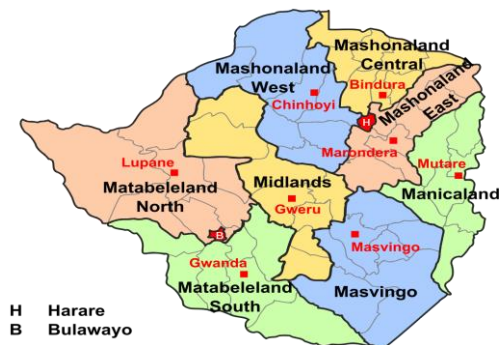 Mashonaland
Central
Bindura
Mashonaland
West
Chinhoyi
Mashonaland
East
H
Marondera
Lupane
Matabeleland
North
Midlands
Gweru
Mutare
Manicaland
B
Masvingo
Gwanda
Matabeleland
South
Masvingo
H Harare
B Bulawayo